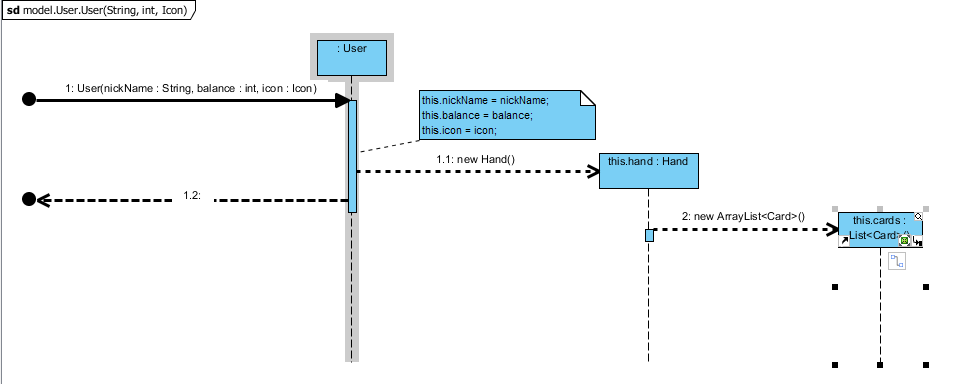 sd model.User.User(String, int, Icon)
: User
1: User(nickName : String, balance : int, icon : Icon)
this.nickName = nickName;
this.balance = balance;
this.icon = icon;
1.1: new Hand()
this.hand : Hand
1.2:
2: new ArrayList<Card>()
this.cards :
List<Card>()